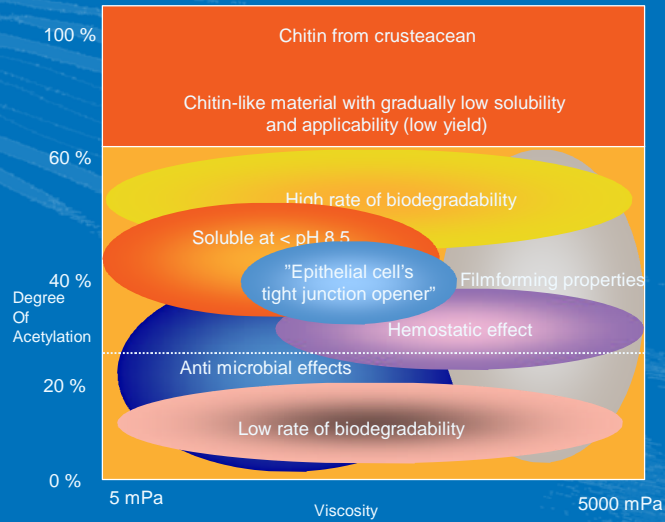 100 %
Chitin from crusteacean
Chitin-like material with gradually low solubility
and applicability (low yield)
60 %
High rate of biodegradability
Soluble at < pH 8,5
"Epithelial cell's
tight junction opener"
40 %
Filmforming properties
Degree
Of
Acetylation
Hemostatic effect
Anti microbial effects
20 %
Low rate of biodegradability
0 %
5 mPa
Viscosity
5000 mPa